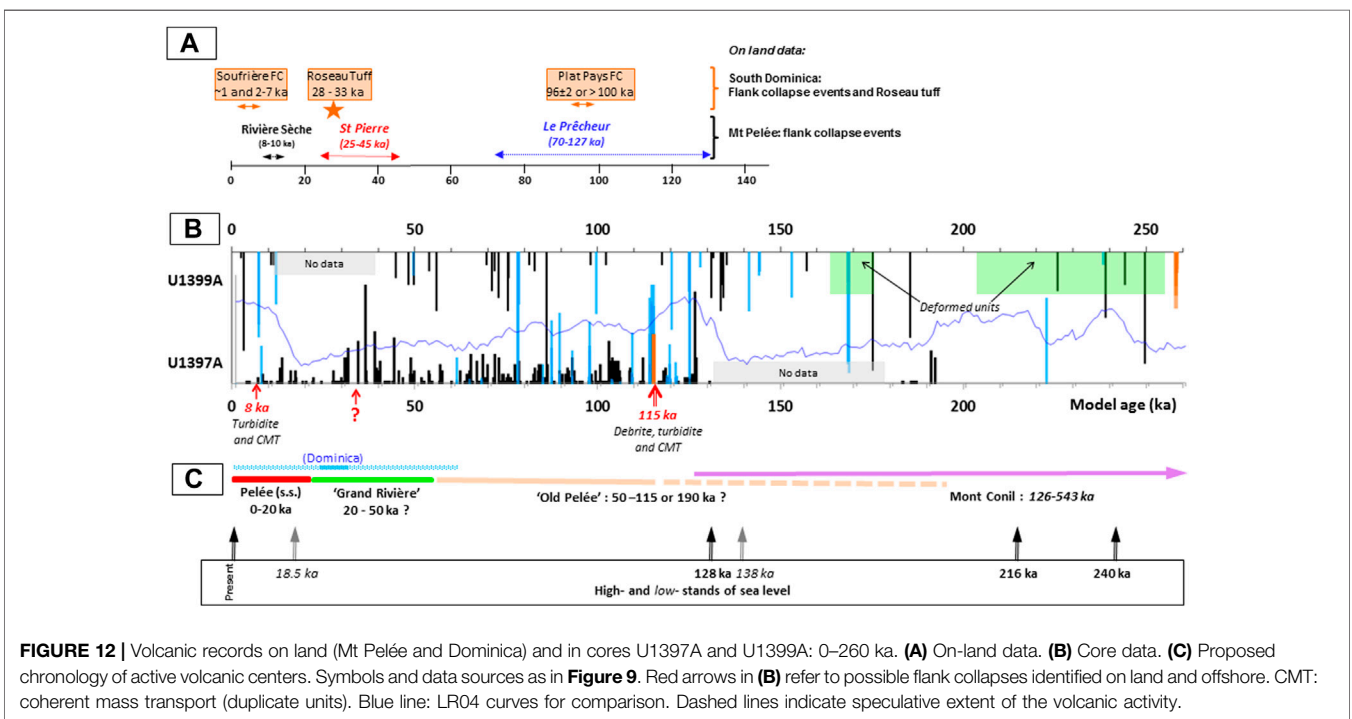 A
On land data:
Soufrière FC
~1 and 2-7 ka
Roseau Tuff
28 - 33 ka
Plat Pays FC
96±2 or > 100 ka
South Dominica:
Flank collapse events and Roseau tuff
Rivière Sèche
(8-10 ka)
St Pierre
(25-45 ka)
Le Prêcheur
(70-127 ka)
Mt Pelée: flank collapse events
0 20 40 60 80 100 120 140
B
0 50 100 150 200 250
No data
U1399A
Deformed units
U1397A
No data
0 50 100 150 200 Model age (ka)
8 ka
Turbidite
and CMT
?
115 ka
Debrite, turbidite
and CMT
(Dominica)
C
Pelée (s.s.)
0-20 ka
'Grand Rivière'
20 - 50 ka ?
'Old Pelée' : 50 –115 or 190 ka ?
Mont Conil : 126-543 ka
Present
18.5 ka
128 ka 138 ka
216 ka
240 ka
High- and low- stands of sea level
FIGURE 12 | Volcanic records on land (Mt Pelée and Dominica) and in cores U1397A and U1399A: 0–260 ka. (A) On-land data. (B) Core data. (C) Proposed
chronology of active volcanic centers. Symbols and data sources as in Figure 9. Red arrows in (B) refer to possible flank collapses identified on land and offshore. CMT:
coherent mass transport (duplicate units). Blue line: LR04 curves for comparison. Dashed lines indicate speculative extent of the volcanic activity.